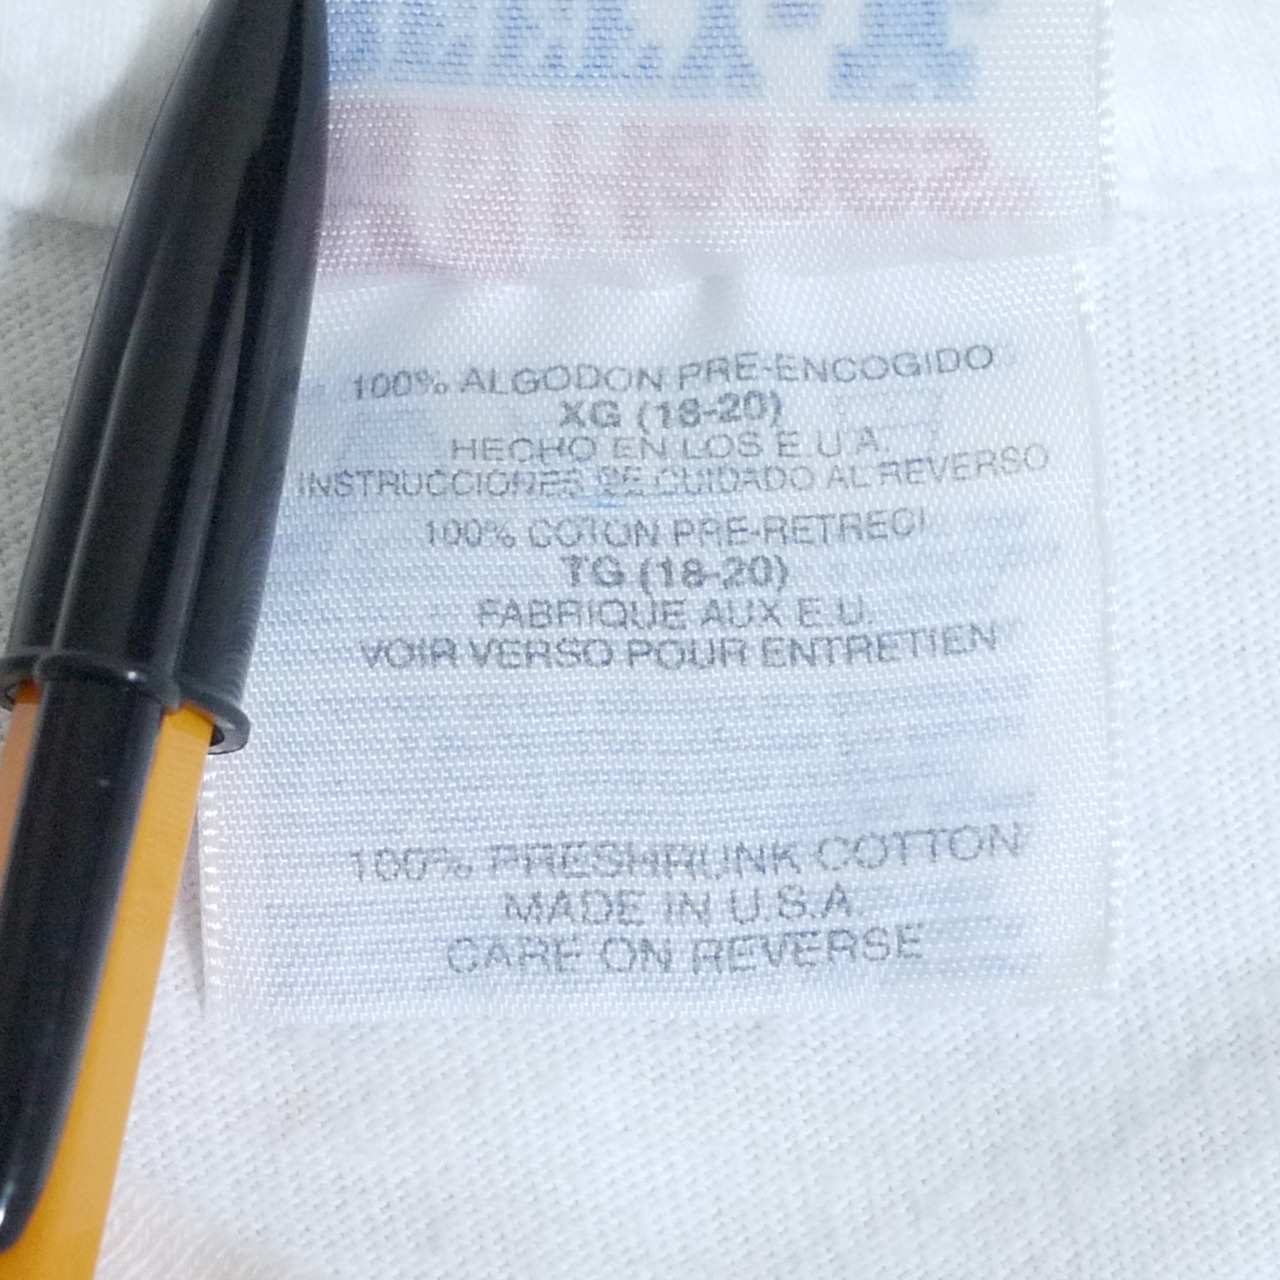 100% ALGODON PRE-ENCOGIDO
XG (18-20)
HECHO EN LOS E.U.A.
INSTRUCCIONES DE CUIDADO AL REVERSO
100% COTON PRE-RETRECI
TG (18-20)
FABRIQUE AUX E.U.
VOIR VERSO POUR ENTRETIEN
100% PRESHRUNK COTTON
MADE IN U.S.A.
CARE ON REVERSE